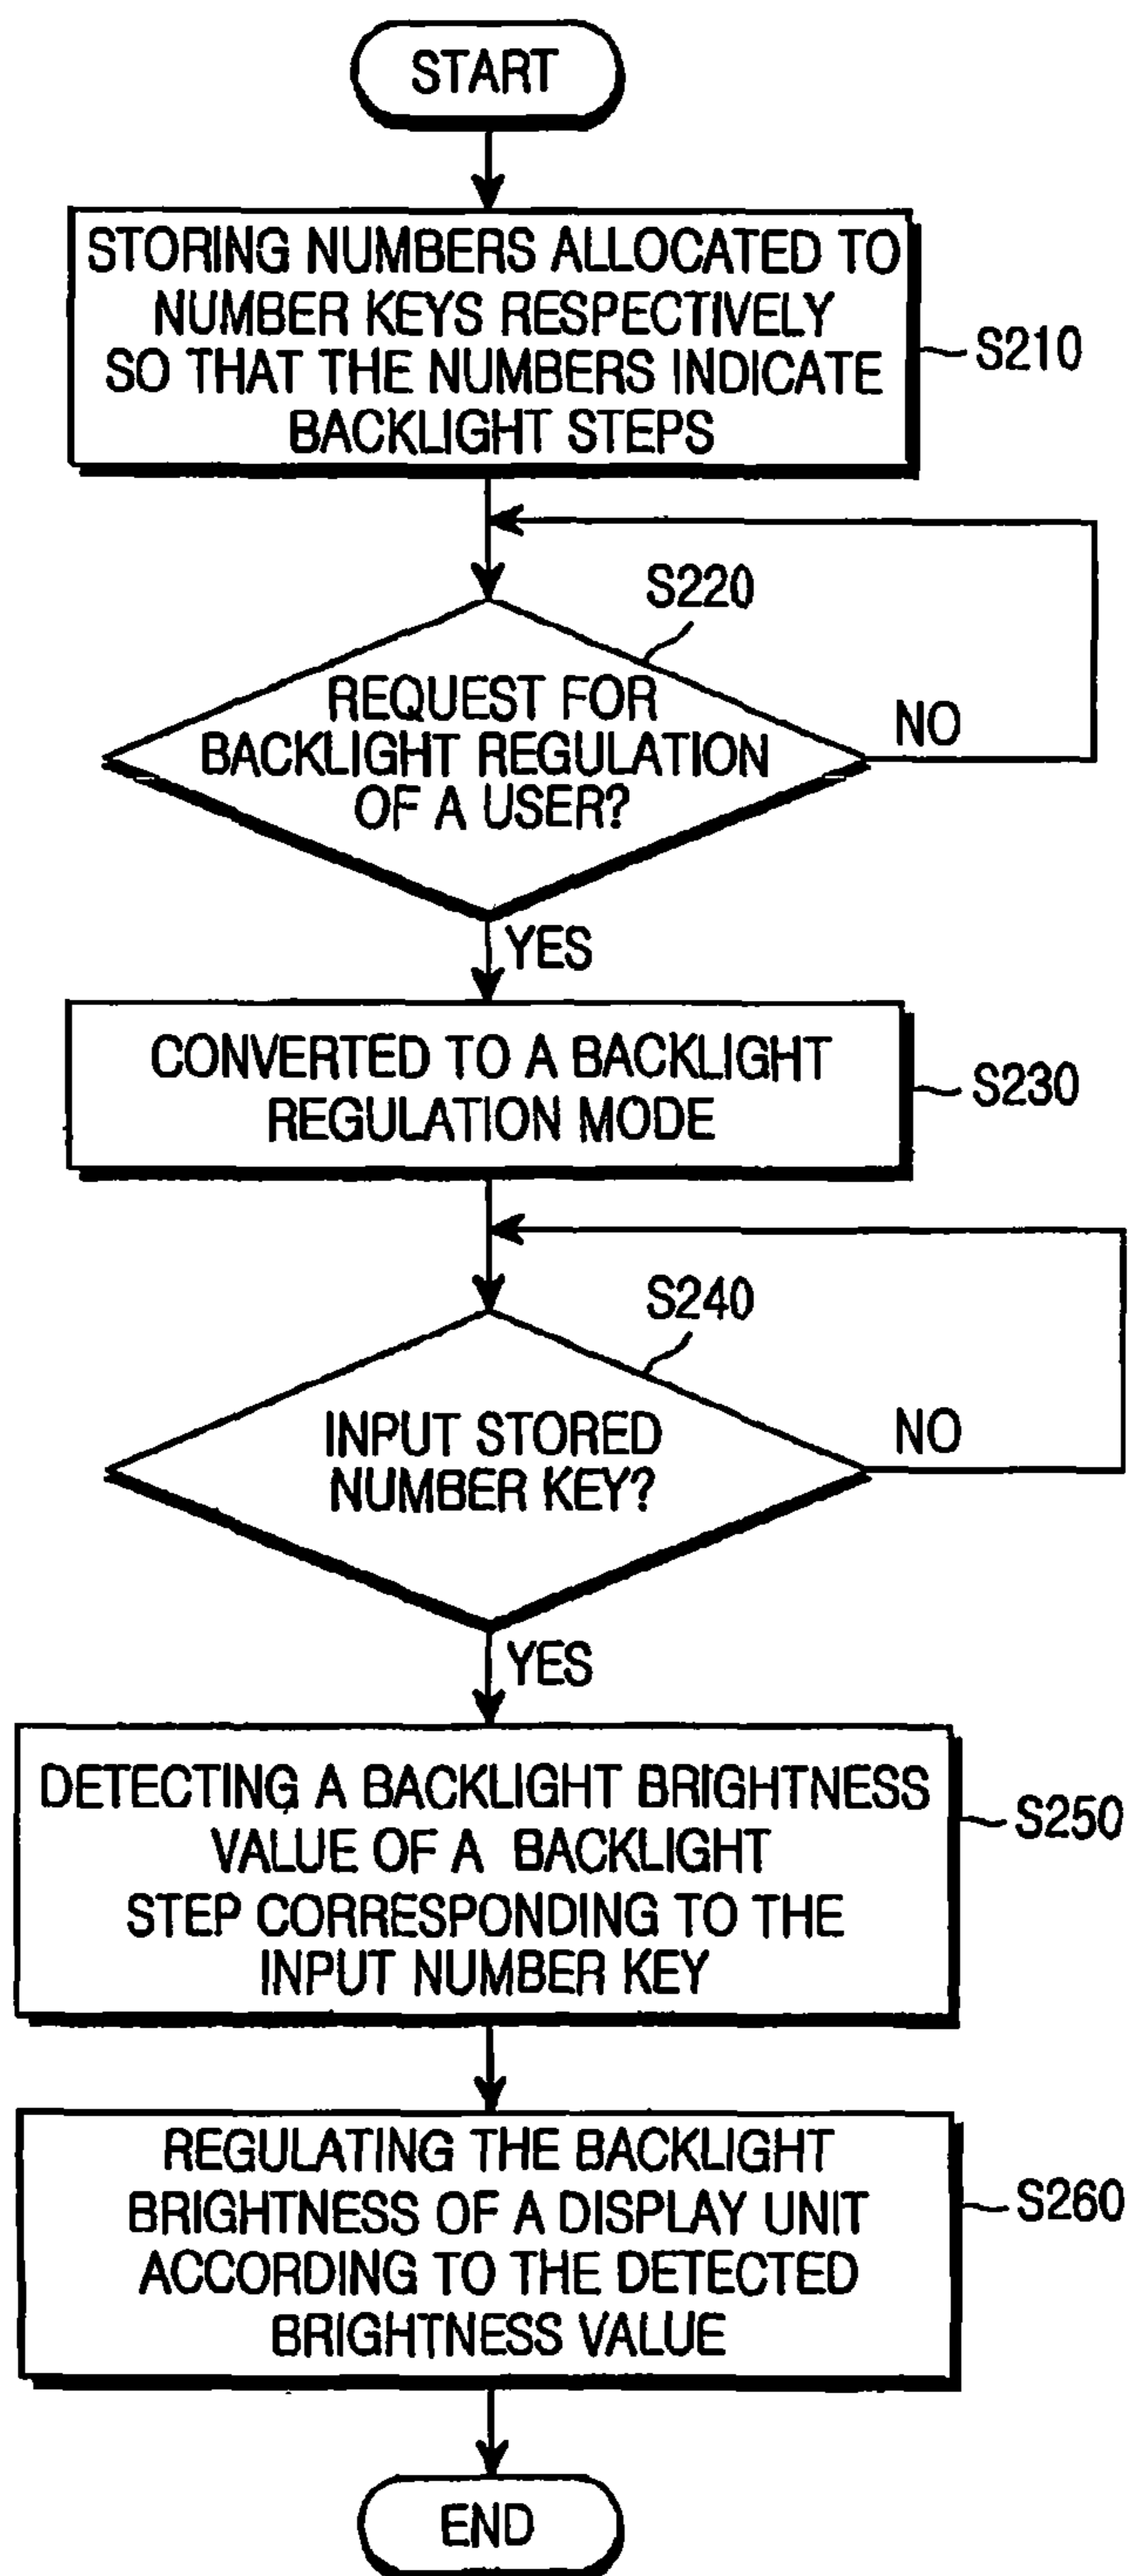 START
STORING NUMBERS ALLOCATED TO
NUMBER KEYS RESPECTIVELY
SO THAT THE NUMBERS INDICATE
BACKLIGHT STEPS
S210
S220
REQUEST FOR
BACKLIGHT REGULATION
OF A USER?
NO
YES
CONVERTED TO A BACKLIGHT
REGULATION MODE
S230
S240
INPUT STORED
NUMBER KEY?
NO
YES
DETECTING A BACKLIGHT BRIGHTNESS
VALUE OF A BACKLIGHT
STEP CORRESPONDING TO THE
INPUT NUMBER KEY
S250
REGULATING THE BACKLIGHT
BRIGHTNESS OF A DISPLAY UNIT
ACCORDING TO THE DETECTED
BRIGHTNESS VALUE
S260
END